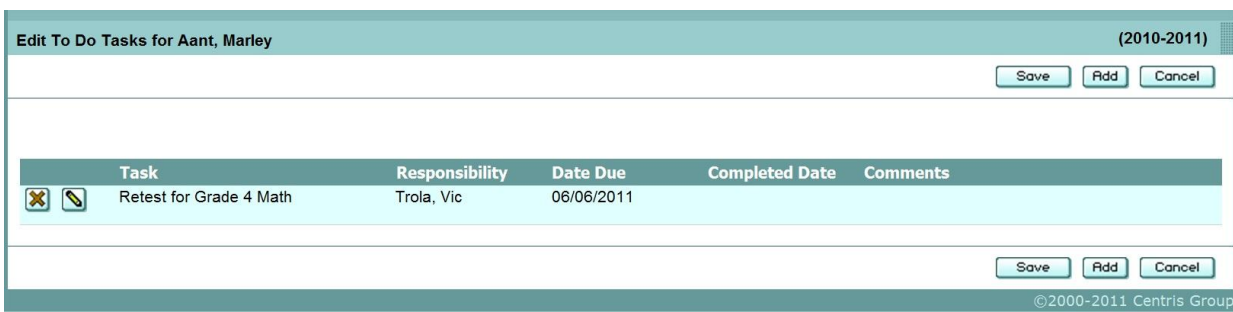 Edit To Do Tasks for Aant, Marley (2010-2011)
Save Add Cancel
Task Responsibility Date Due Completed Date Comments
Retest for Grade 4 Math Trola, Vic 06/06/2011
Save Add Cancel
©2000-2011 Centris Group